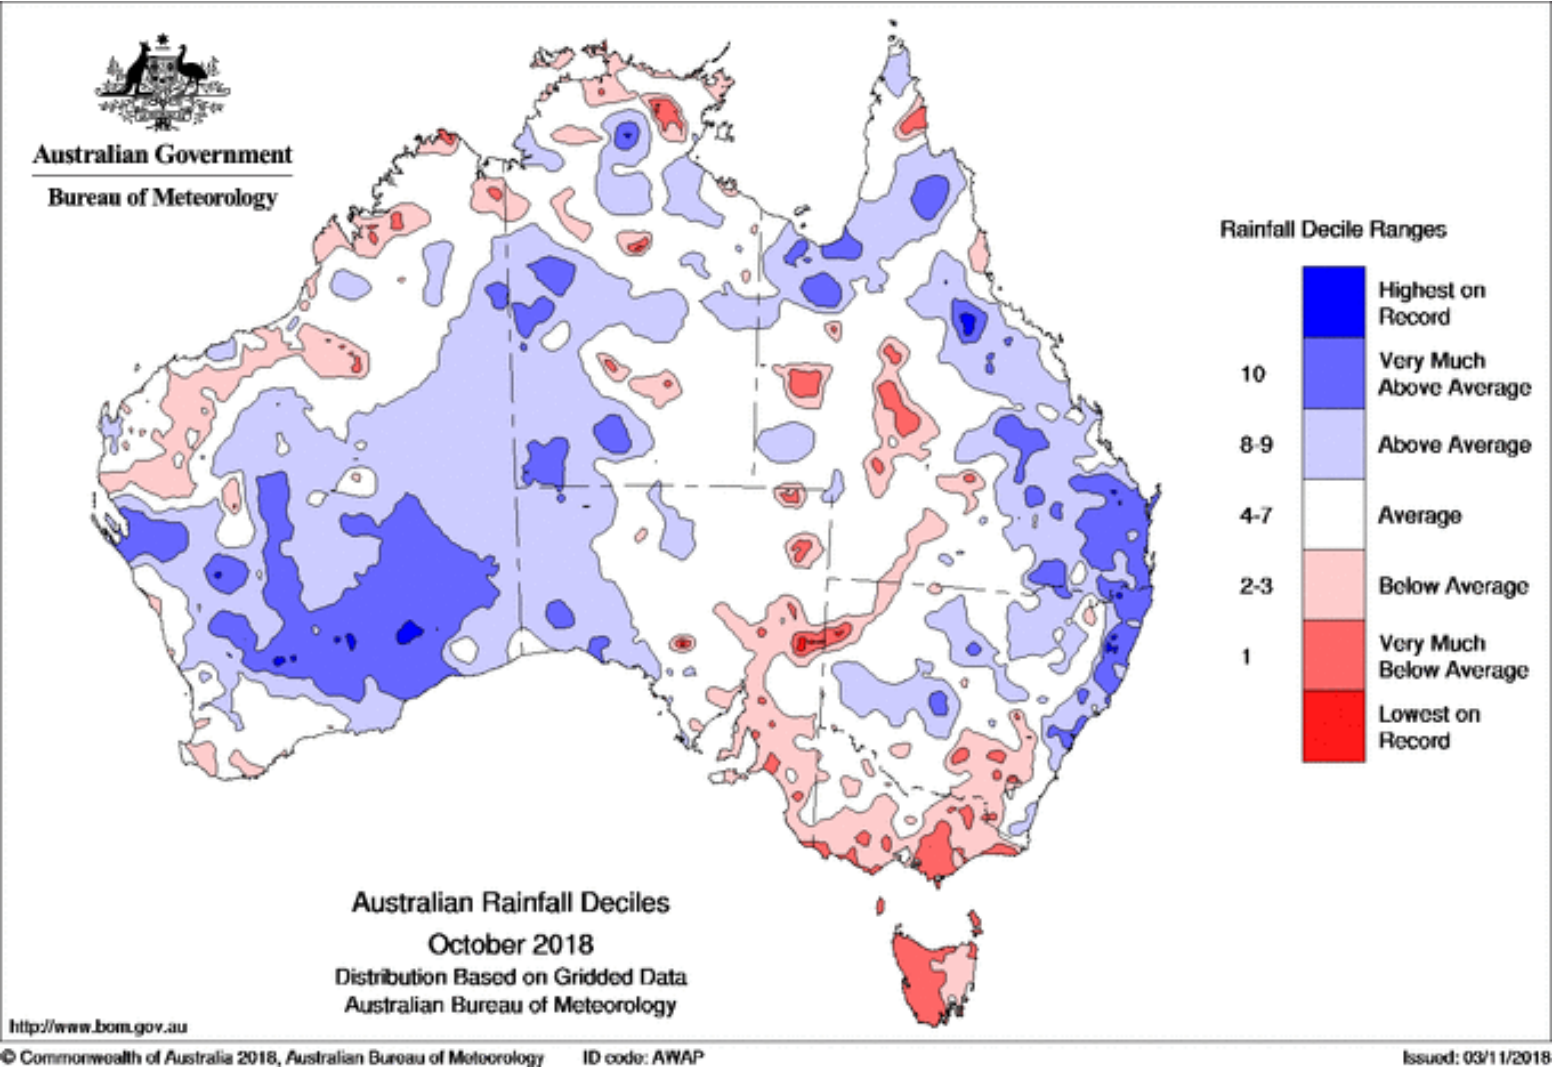 Australian Government
Bureau of Meteorology
Rainfall Decile Ranges
Highest on
Record
10
Very Much
Above Average
8-9
Above Average
4-7
Average
2-3
Below Average
1
Very Much
Below Average
Lowest on
Record
Australian Rainfall Deciles
October 2018
Distribution Based on Gridded Data
Australian Bureau of Meteorology
http://www.bom.gov.au
© Commonwealth of Australia 2018, Australian Bureau of Meteorology
ID code: AWAP
Issued: 03/11/2018